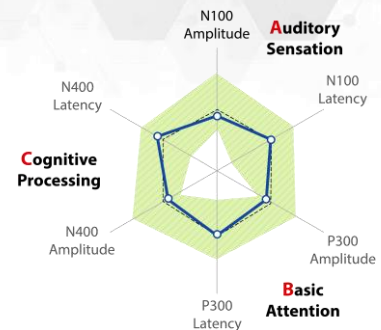 N100
Amplitude
Auditory
Sensation
N100
Latency
P300
Amplitude
Basic
Attention
P300
Latency
N400
Amplitude
Cognitive
Processing
N400
Latency